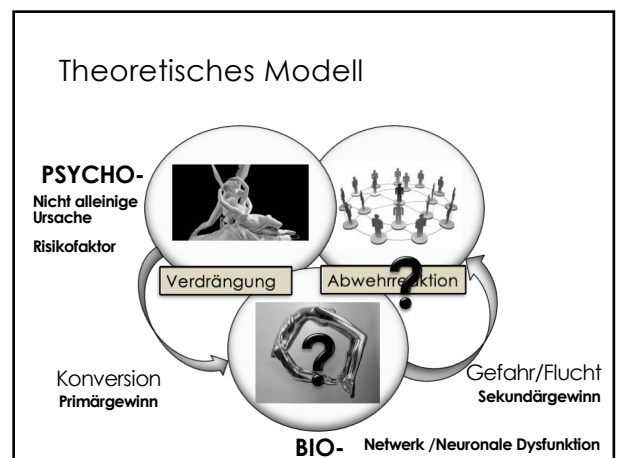 Theoretisches Modell
PSYCHO-
Nicht alleinige
Ursache
Risikofaktor
Verdrängung
Abwehrreaktion
?
?
Konversion
Primärgewinn
Gefahr/Flucht
Sekundärgewinn
BIO-
Netwerk /Neuronale Dysfunktion